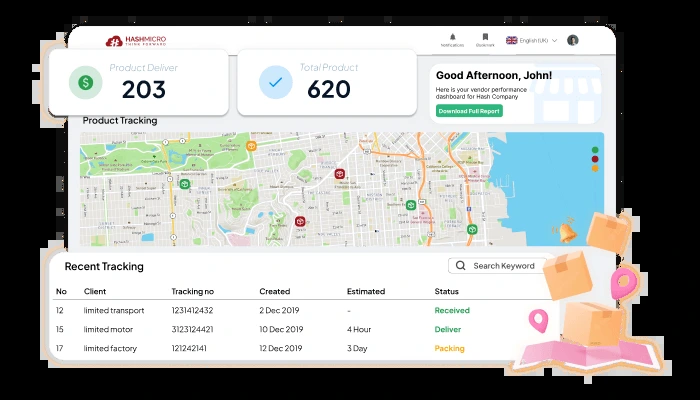 HASHMICRO
THINK FORWARD
Notifications
Bookmark
English (UK)
Product Deliver
203
Total Product
620
Good Afternoon, John!
Here is your vendor performance
dashboard for Hash Company
Download Full Report
Product Tracking
Recent Tracking
Search Keyword
No Client Tracking no Created Estimated Status
12 limited transport 1231412432 2 Dec 2019 - Received
15 limited motor 3123124421 10 Dec 2019 4 Hour Deliver
17 limited factory 121242141 12 Dec 2019 3 Day Packing